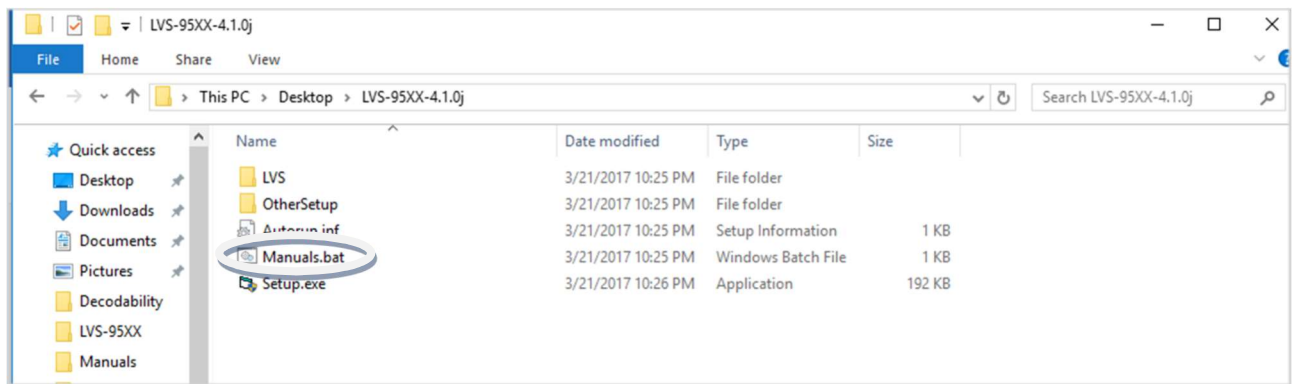 LVS-95XX-4.1.0j
File Home Share View
This PC > Desktop > LVS-95XX-4.1.0j Search LVS-95XX-4.1.0j
Quick access
Desktop
Downloads
Documents
Pictures
Decodability
LVS-95XX
Manuals
Name Date modified Type Size
LVS 3/21/2017 10:25 PM File folder
OtherSetup 3/21/2017 10:25 PM File folder
Autorun.inf 3/21/2017 10:25 PM Setup Information 1 KB
Manuals.bat 3/21/2017 10:25 PM Windows Batch File 1 KB
Setup.exe 3/21/2017 10:26 PM Application 192 KB